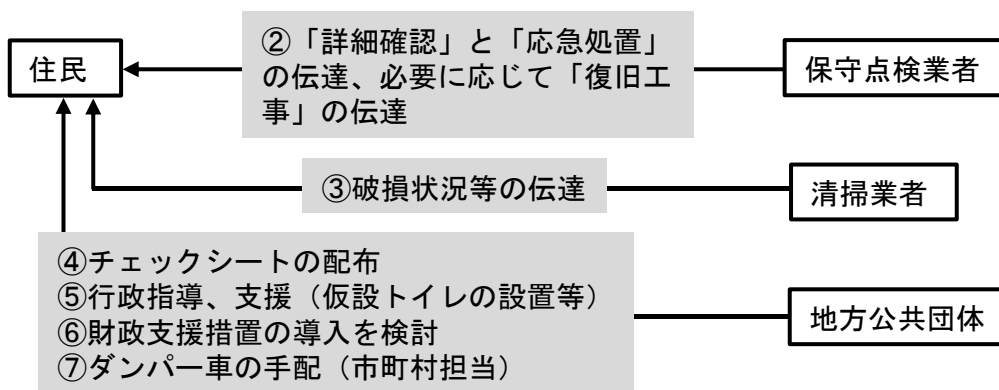 住民
②「詳細確認」と「応急処置」
の伝達、必要に応じて「復旧工
事」の伝達
保守点検業者
③破損状況等の伝達
清掃業者
④チェックシートの配布
⑤行政指導、支援（仮設トイレの設置等）
⑥財政支援措置の導入を検討
⑦ダンパー車の手配（市町村担当）
地方公共団体